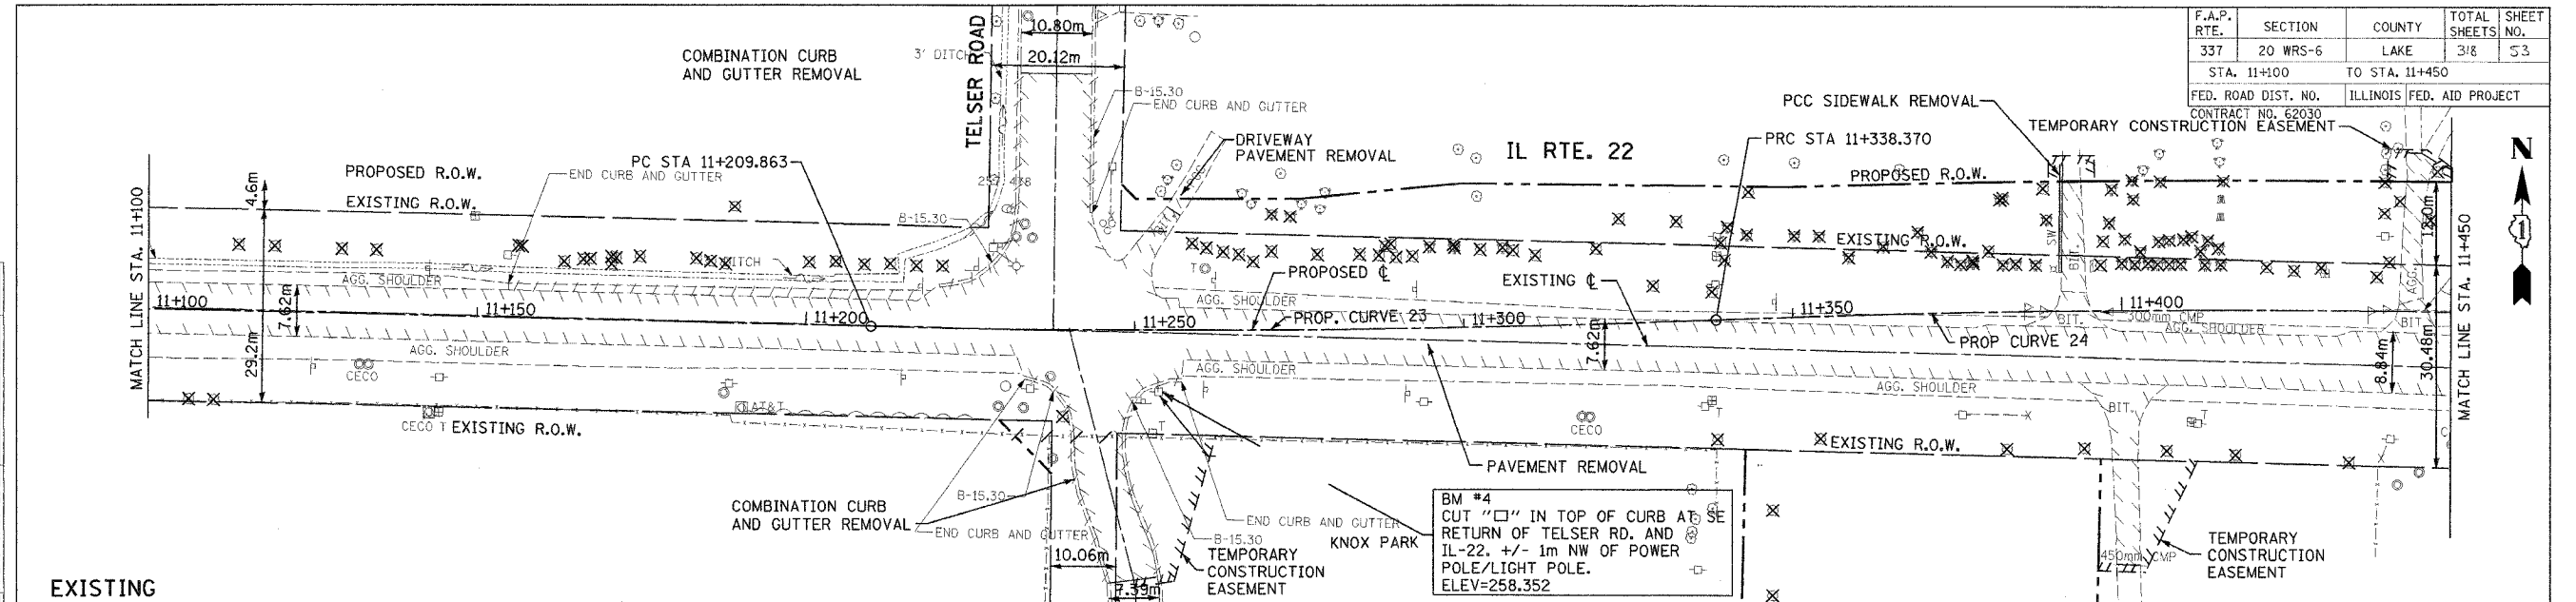 F.A.P. RTE. SECTION COUNTY TOTAL SHEETS SHEET NO.
337 20 WRS-6 LAKE 318 53
STA. 11+100 TO STA. 11+450
FED. ROAD DIST. NO. ILLINOIS FED. AID PROJECT
CONTRACT NO. 62030
TELSER ROAD
10.80m
20.12m
3' DITCH
COMBINATION CURB
AND GUTTER REMOVAL
B-15.30
END CURB AND GUTTER
DRIVEWAY
PAVEMENT REMOVAL
IL RTE. 22
PRC STA 11+338.370
PCC SIDEWALK REMOVAL
TEMPORARY CONSTRUCTION EASEMENT
N
PROPOSED R.O.W.
PC STA 11+209.863
END CURB AND GUTTER
4.6m
EXISTING R.O.W.
B-15.30
BIT.
PROPOSED R.O.W.
EXISTING R.O.W.
SW
BIT.
AGG.
MATCH LINE STA. 11+100
MATCH LINE STA. 11+450
DITCH
AGG. SHOULDER
T
PROPOSED ℄
EXISTING ℄
AGG. SHOULDER
11+100
11+150
11+200
11+250
PROP. CURVE 23
11+300
11+350
11+400
300mm CMP
BIT.
AGG. SHOULDER
BIT.
7.62m
29.2m
AGG. SHOULDER
CECO
7.62m
PROP CURVE 24
8.84m
30.48m
AGG. SHOULDER
AGG. SHOULDER
BIT.
AT&T
CECO T
EXISTING R.O.W.
T
CECO
T
T
EXISTING R.O.W.
PAVEMENT REMOVAL
COMBINATION CURB
AND GUTTER REMOVAL
B-15.30
END CURB AND GUTTER
10.06m
7.39m
END CURB AND GUTTER
B-15.30
TEMPORARY
CONSTRUCTION
EASEMENT
KNOX PARK
BM #4
CUT "□" IN TOP OF CURB AT SE
RETURN OF TELSER RD. AND
IL-22. +/- 1m NW OF POWER
POLE/LIGHT POLE.
ELEV=258.352
450mm CMP
TEMPORARY
CONSTRUCTION
EASEMENT
EXISTING